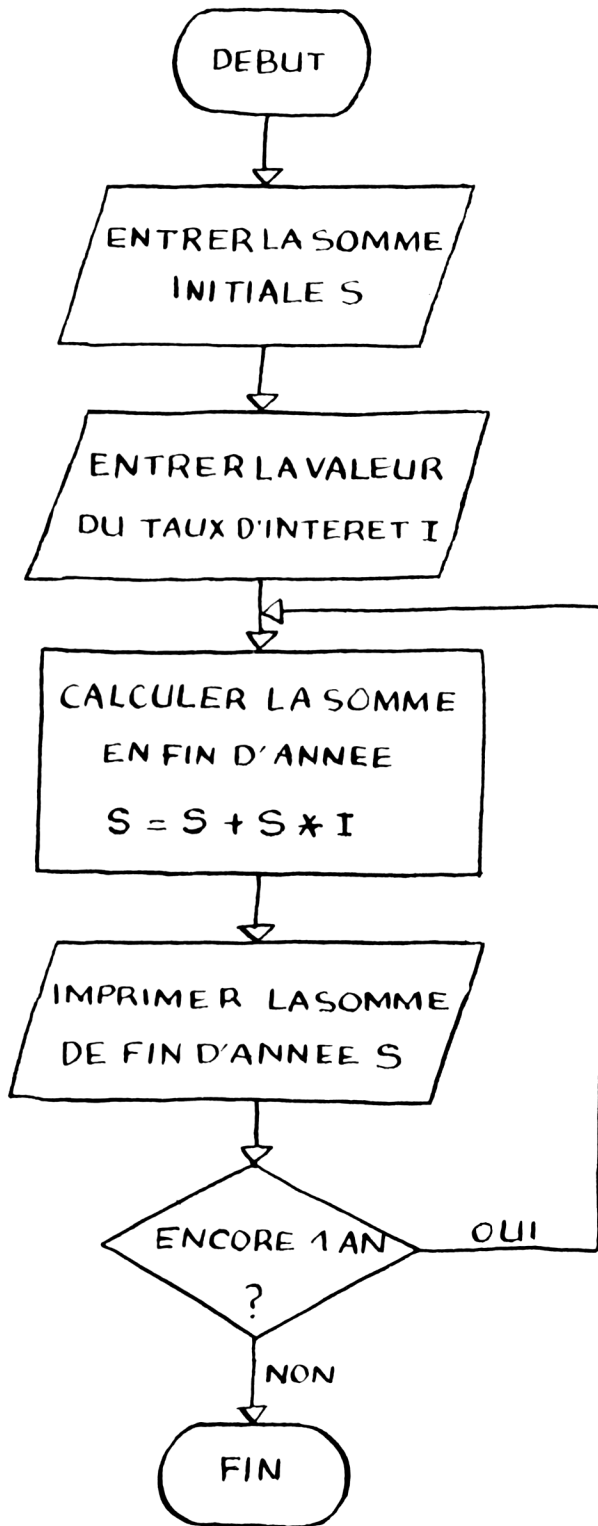 DEBUT
ENTRER LA SOMME
INITIALE S
ENTRER LA VALEUR
DU TAUX D'INTERET I
CALCULER LA SOMME
EN FIN D'ANNEE
S = S + S * I
IMPRIMER LA SOMME
DE FIN D'ANNEE S
ENCORE 1 AN
?
OUI
NON
FIN